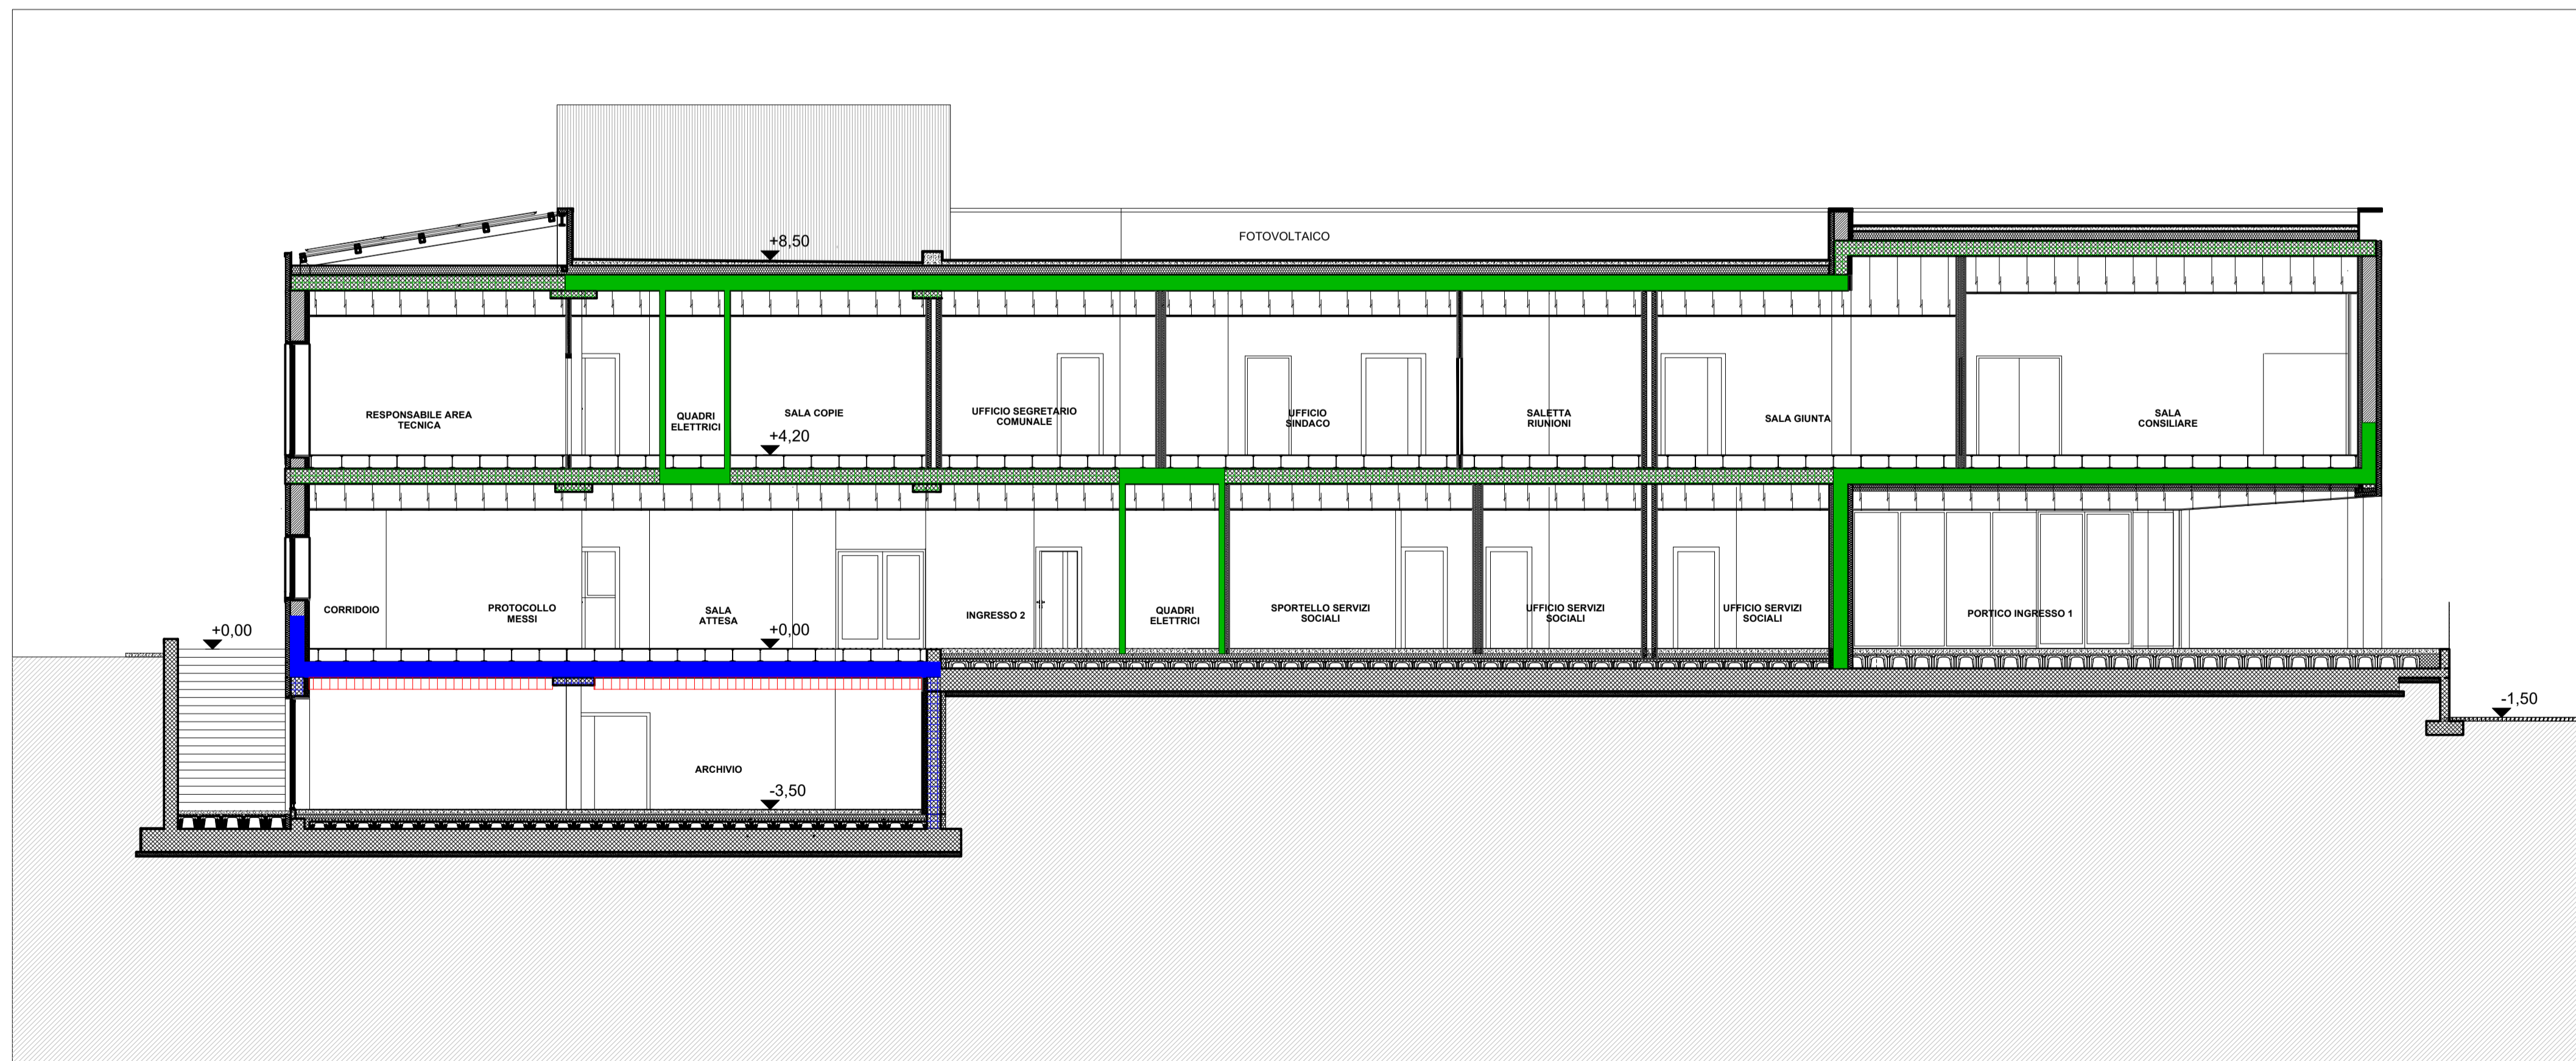 +8,50
FOTOVOLTAICO
RESPONSABILE AREA
TECNICA
QUADRI
ELETTRICI
SALA COPIE
+4,20
UFFICIO SEGRETARIO
COMUNALE
UFFICIO
SINDACO
SALETTA
RIUNIONI
SALA GIUNTA
SALA
CONSILIARE
+0,00
CORRIDOIO
PROTOCOLLO
MESSI
SALA
ATTESA
+0,00
INGRESSO 2
QUADRI
ELETTRICI
SPORTELLO SERVIZI
SOCIALI
UFFICIO SERVIZI
SOCIALI
UFFICIO SERVIZI
SOCIALI
PORTICO INGRESSO 1
-1,50
ARCHIVIO
-3,50